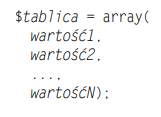 $tablica = array(
wartość1,
wartość2,
....,
wartośćN);